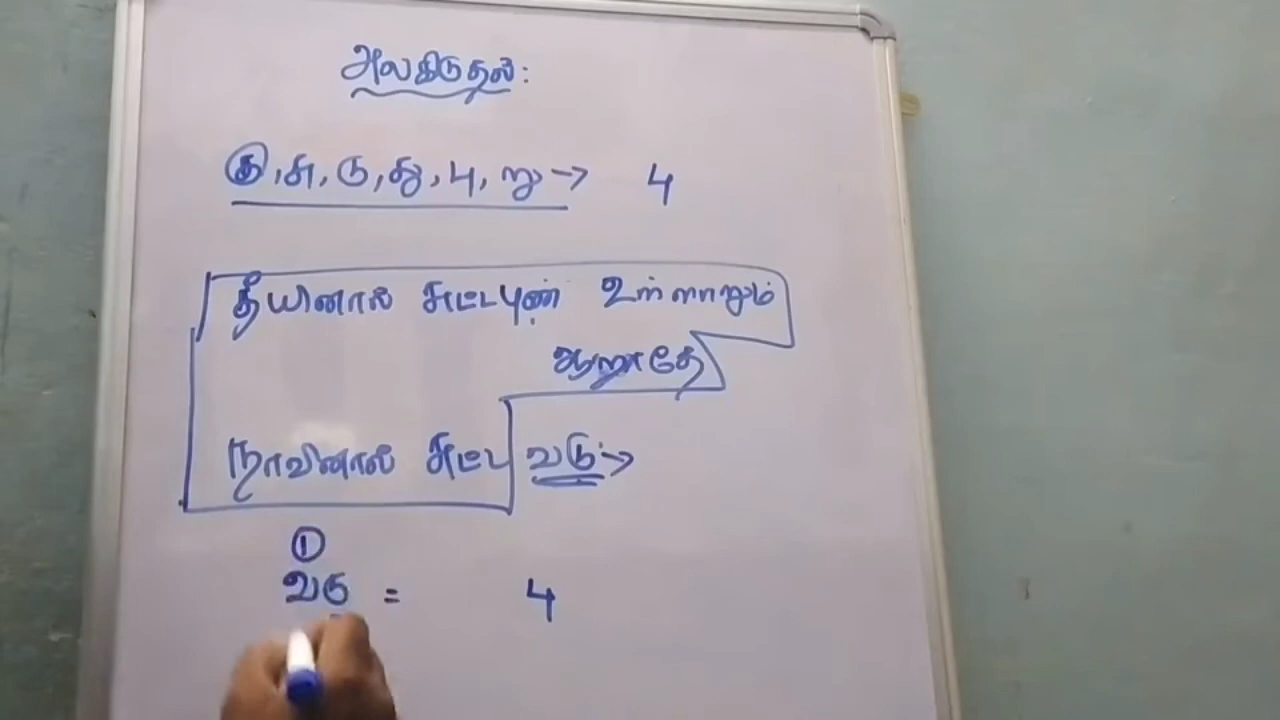 அலகிடுதல்:
கு, சு, டு, து, பு, று → 4
தீயினால் சுட்டபுண் உள்ளாறும்
ஆறாதே
நாவினால் சுட்ட வடு →
①
வடு = 4